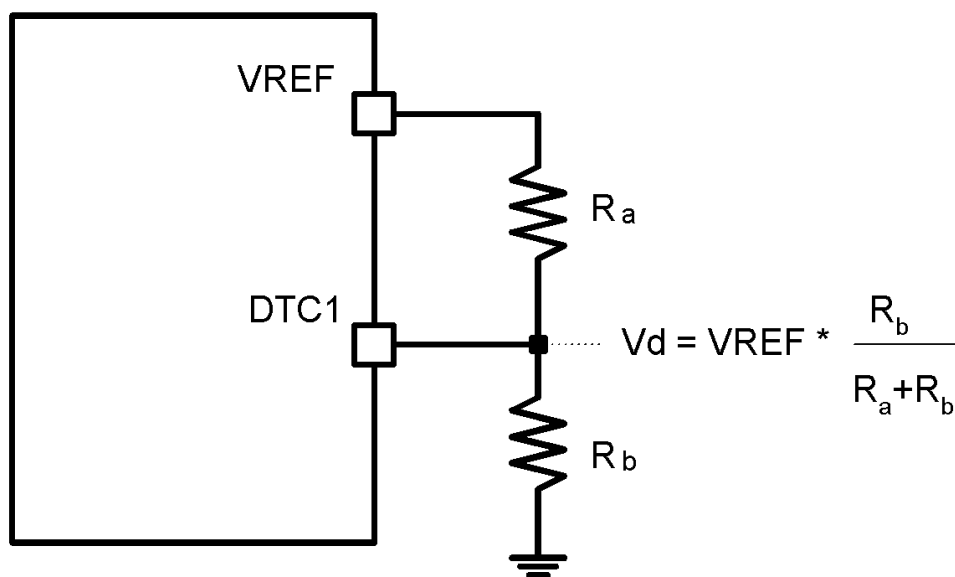 VREF
Ra
DTC1
Vd = VREF * Rb
Ra+Rb
Rb